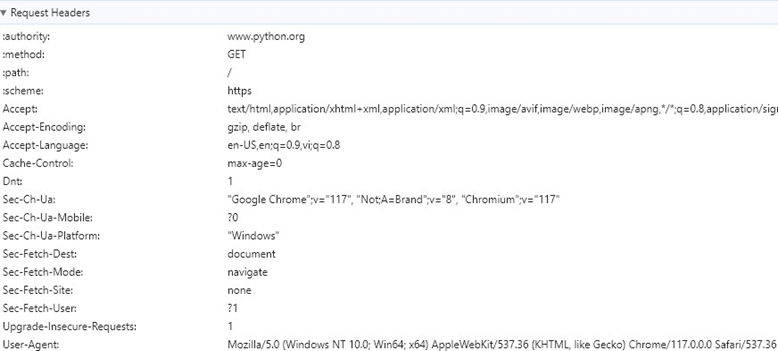 Request Headers
:authority: www.python.org
:method: GET
:path: /
:scheme: https
Accept: text/html,application/xhtml+xml,application/xml;q=0.9,image/avif,image/webp,image/apng,*/*;q=0.8,application/sig
Accept-Encoding: gzip, deflate, br
Accept-Language: en-US,en;q=0.9,vi;q=0.8
Cache-Control: max-age=0
Dnt: 1
Sec-Ch-Ua: "Google Chrome";v="117", "Not;A=Brand";v="8", "Chromium";v="117"
Sec-Ch-Ua-Mobile: ?0
Sec-Ch-Ua-Platform: "Windows"
Sec-Fetch-Dest: document
Sec-Fetch-Mode: navigate
Sec-Fetch-Site: none
Sec-Fetch-User: ?1
Upgrade-Insecure-Requests: 1
User-Agent: Mozilla/5.0 (Windows NT 10.0; Win64; x64) AppleWebKit/537.36 (KHTML, like Gecko) Chrome/117.0.0.0 Safari/537.36